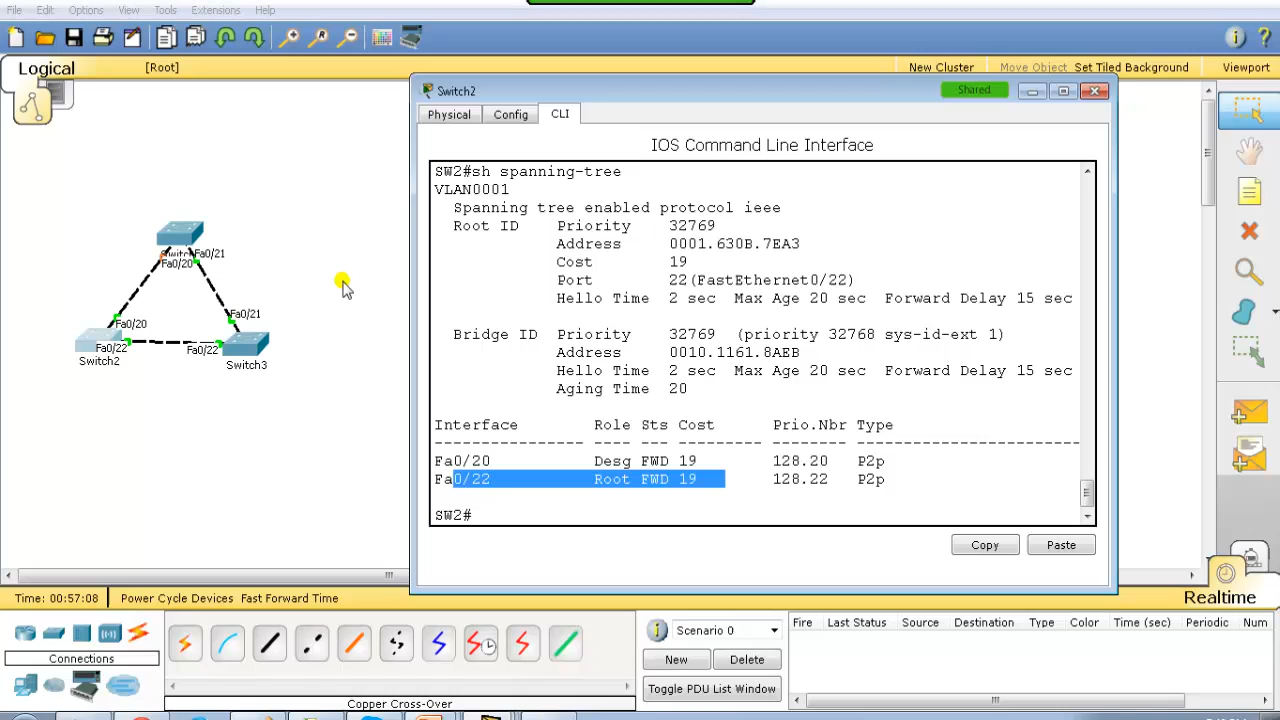 File Edit Options View Tools Extensions Help
Logical [Root] New Cluster Move Object Set Tiled Background Viewport
Switch2 Shared
Physical Config CLI
IOS Command Line Interface
SW2#sh spanning-tree
VLAN0001
Spanning tree enabled protocol ieee
Root ID Priority 32769
Address 0001.630B.7EA3
Cost 19
Port 22(FastEthernet0/22)
Hello Time 2 sec Max Age 20 sec Forward Delay 15 sec
Bridge ID Priority 32769 (priority 32768 sys-id-ext 1)
Address 0010.1161.8AEB
Hello Time 2 sec Max Age 20 sec Forward Delay 15 sec
Aging Time 20
Interface Role Sts Cost Prio.Nbr Type
---------------- ---- --- --------- -------- --------------------------------
Fa0/20 Desg FWD 19 128.20 P2p
Fa0/22 Root FWD 19 128.22 P2p
SW2#
Copy Paste
Fa0/21
Fa0/20
Fa0/21
Fa0/20
Fa0/22 Fa0/22
Switch2 Switch3
Time: 00:57:08 Power Cycle Devices Fast Forward Time Realtime
Connections
Copper Cross-Over
Scenario 0
New Delete
Toggle PDU List Window
Fire Last Status Source Destination Type Color Time (sec) Periodic Num